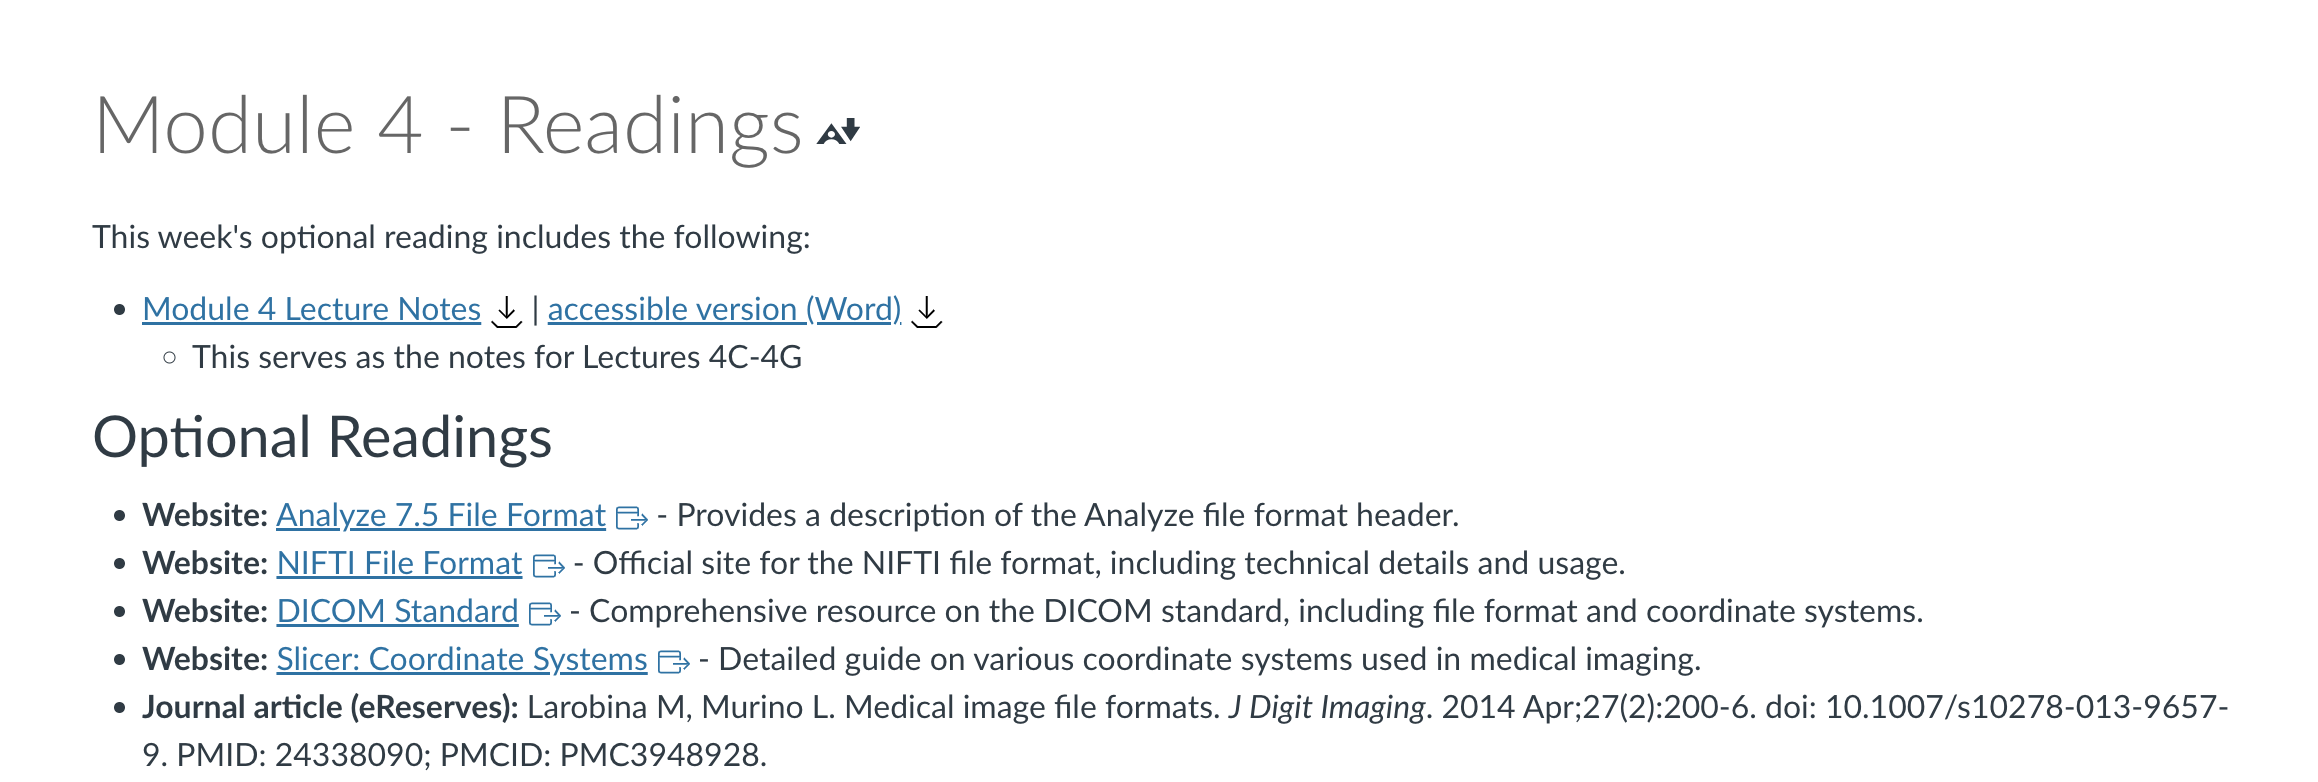 Module 4 - Readings
This week's optional reading includes the following:
• Module 4 Lecture Notes | accessible version (Word)
◦ This serves as the notes for Lectures 4C-4G
Optional Readings
• Website: Analyze 7.5 File Format - Provides a description of the Analyze file format header.
• Website: NIFTI File Format - Official site for the NIFTI file format, including technical details and usage.
• Website: DICOM Standard - Comprehensive resource on the DICOM standard, including file format and coordinate systems.
• Website: Slicer: Coordinate Systems - Detailed guide on various coordinate systems used in medical imaging.
• Journal article (eReserves): Larobina M, Murino L. Medical image file formats. J Digit Imaging. 2014 Apr;27(2):200-6. doi: 10.1007/s10278-013-9657-
9. PMID: 24338090; PMCID: PMC3948928.